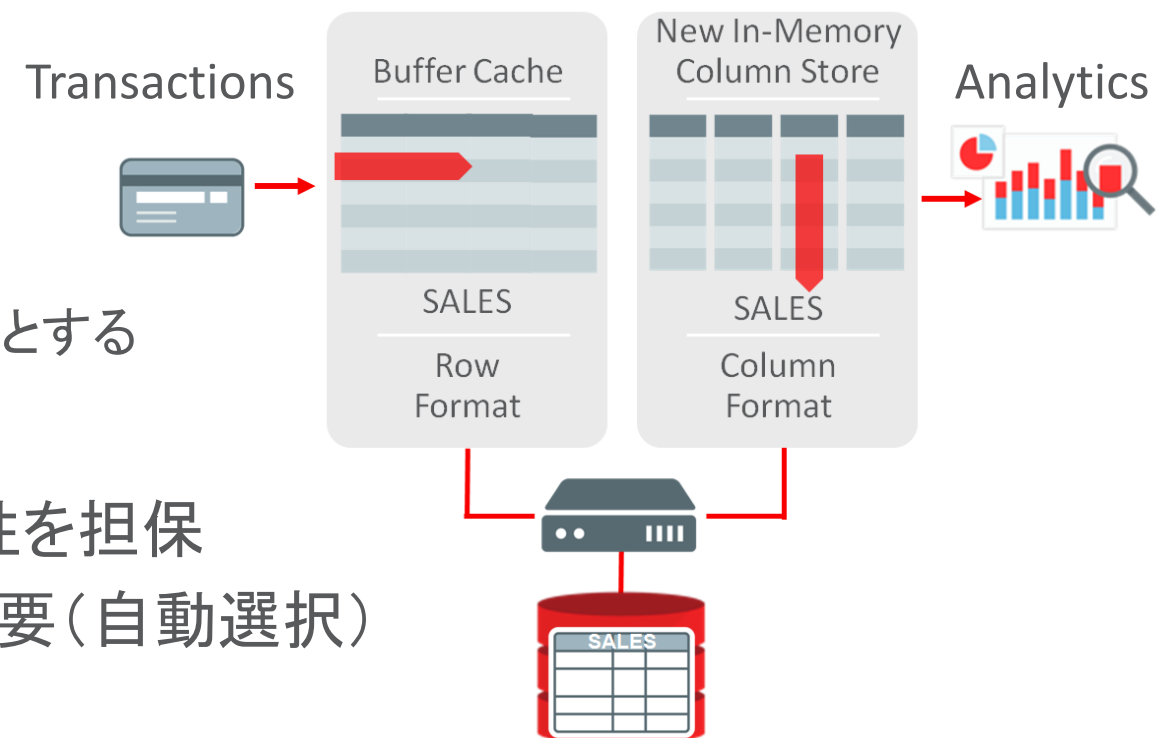 Transactions
Buffer Cache
New In-Memory
Column Store
Analytics
SALES
SALES
Row
Format
Column
Format
とする
性を担保
要（自動選択）
SALES